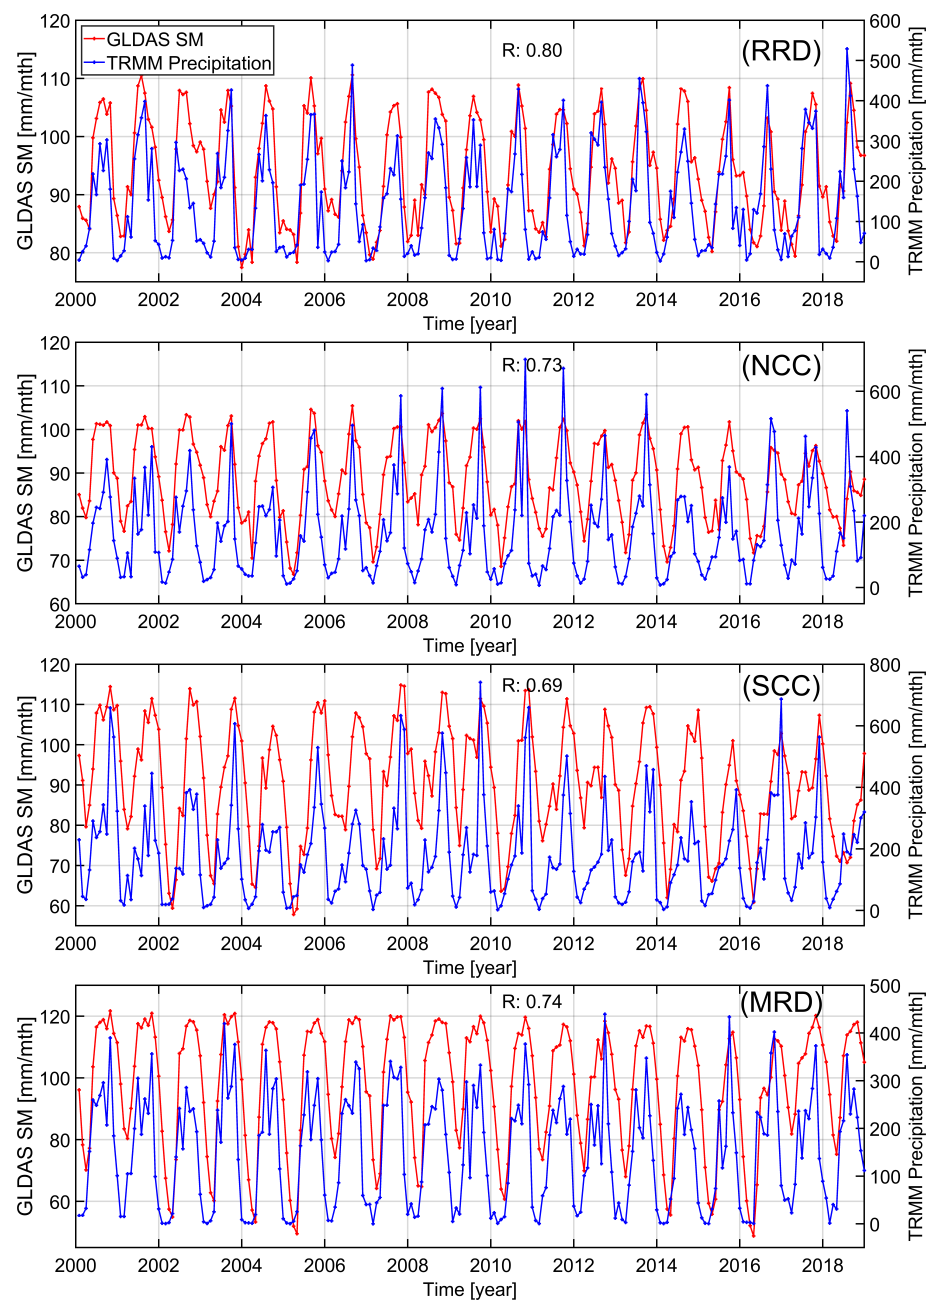 120
600
GLDAS SM
TRMM Precipitation
R: 0.80
(RRD)
110
500
400
100
300
90
200
100
80
0
GLDAS SM [mm/mth]
TRMM Precipitation [mm/mth]
2000 2002 2004 2006 2008 2010 2012 2014 2016 2018
Time [year]
120
R: 0.73
(NCC)
110
600
100
400
90
80
200
70
0
60
GLDAS SM [mm/mth]
TRMM Precipitation [mm/mth]
2000 2002 2004 2006 2008 2010 2012 2014 2016 2018
Time [year]
120
800
R: 0.69
(SCC)
110
600
100
90
400
80
200
70
60
0
GLDAS SM [mm/mth]
TRMM Precipitation [mm/mth]
2000 2002 2004 2006 2008 2010 2012 2014 2016 2018
Time [year]
500
R: 0.74
(MRD)
120
400
100
300
80
200
100
60
0
GLDAS SM [mm/mth]
TRMM Precipitation [mm/mth]
2000 2002 2004 2006 2008 2010 2012 2014 2016 2018
Time [year]